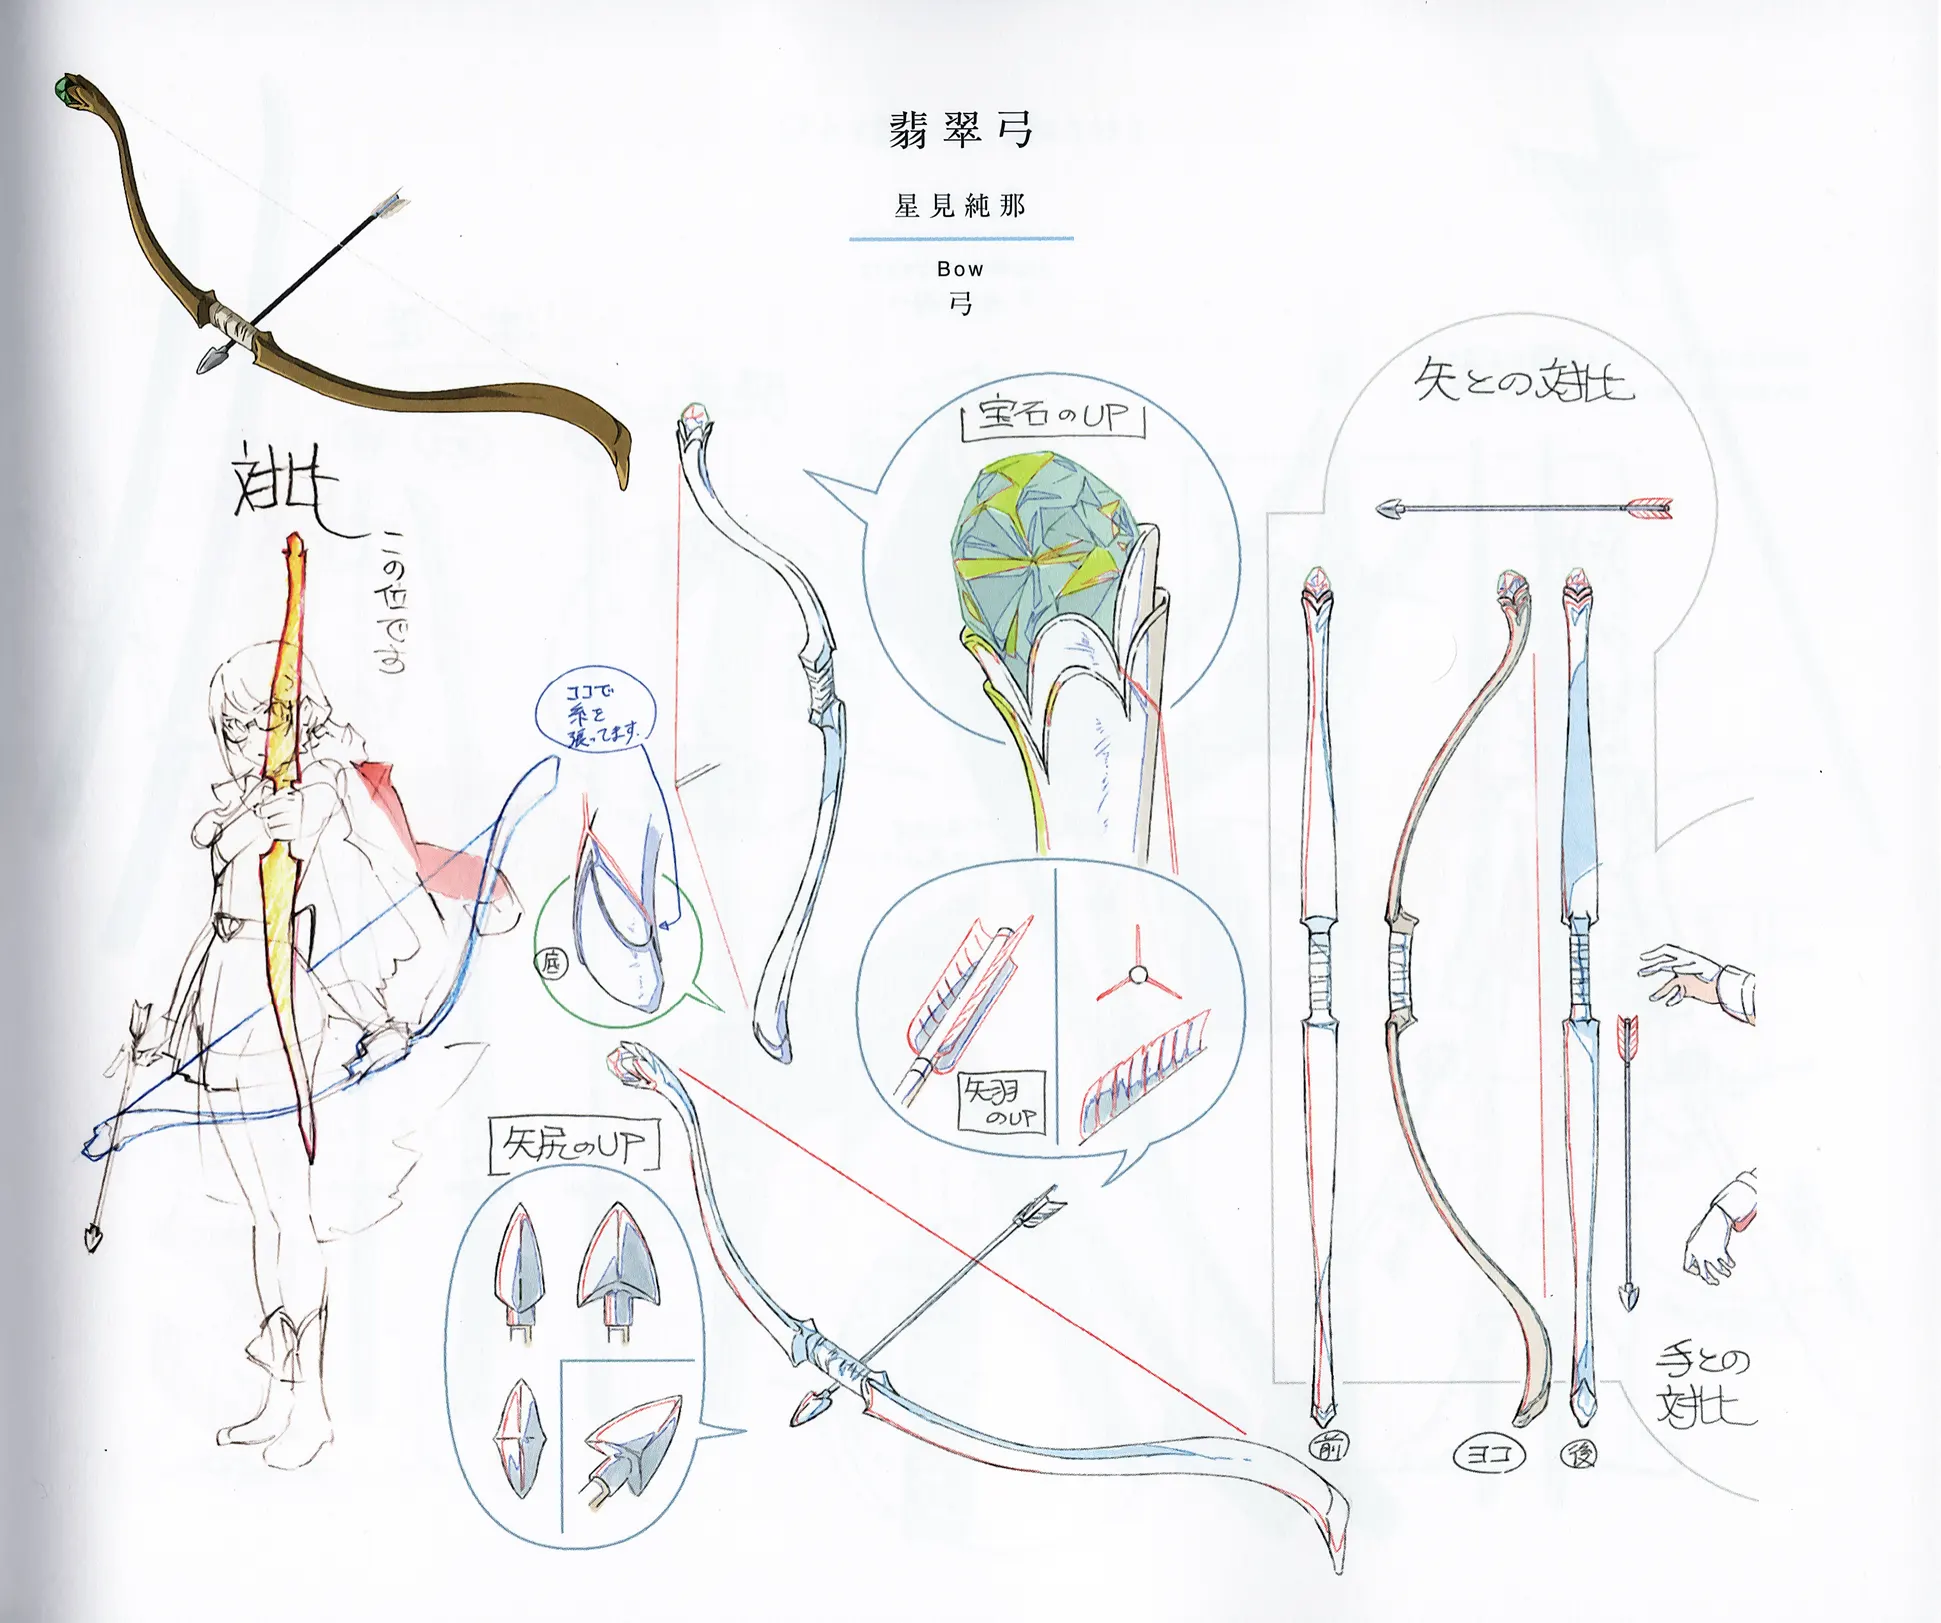 翡翠弓
星見純那
Bow
弓
対比
この位です
ココで
糸を
張ってます.
底
宝石のUP
矢羽
のUP
矢尻のUP
矢との対比
前
ヨコ
後
手との
対比